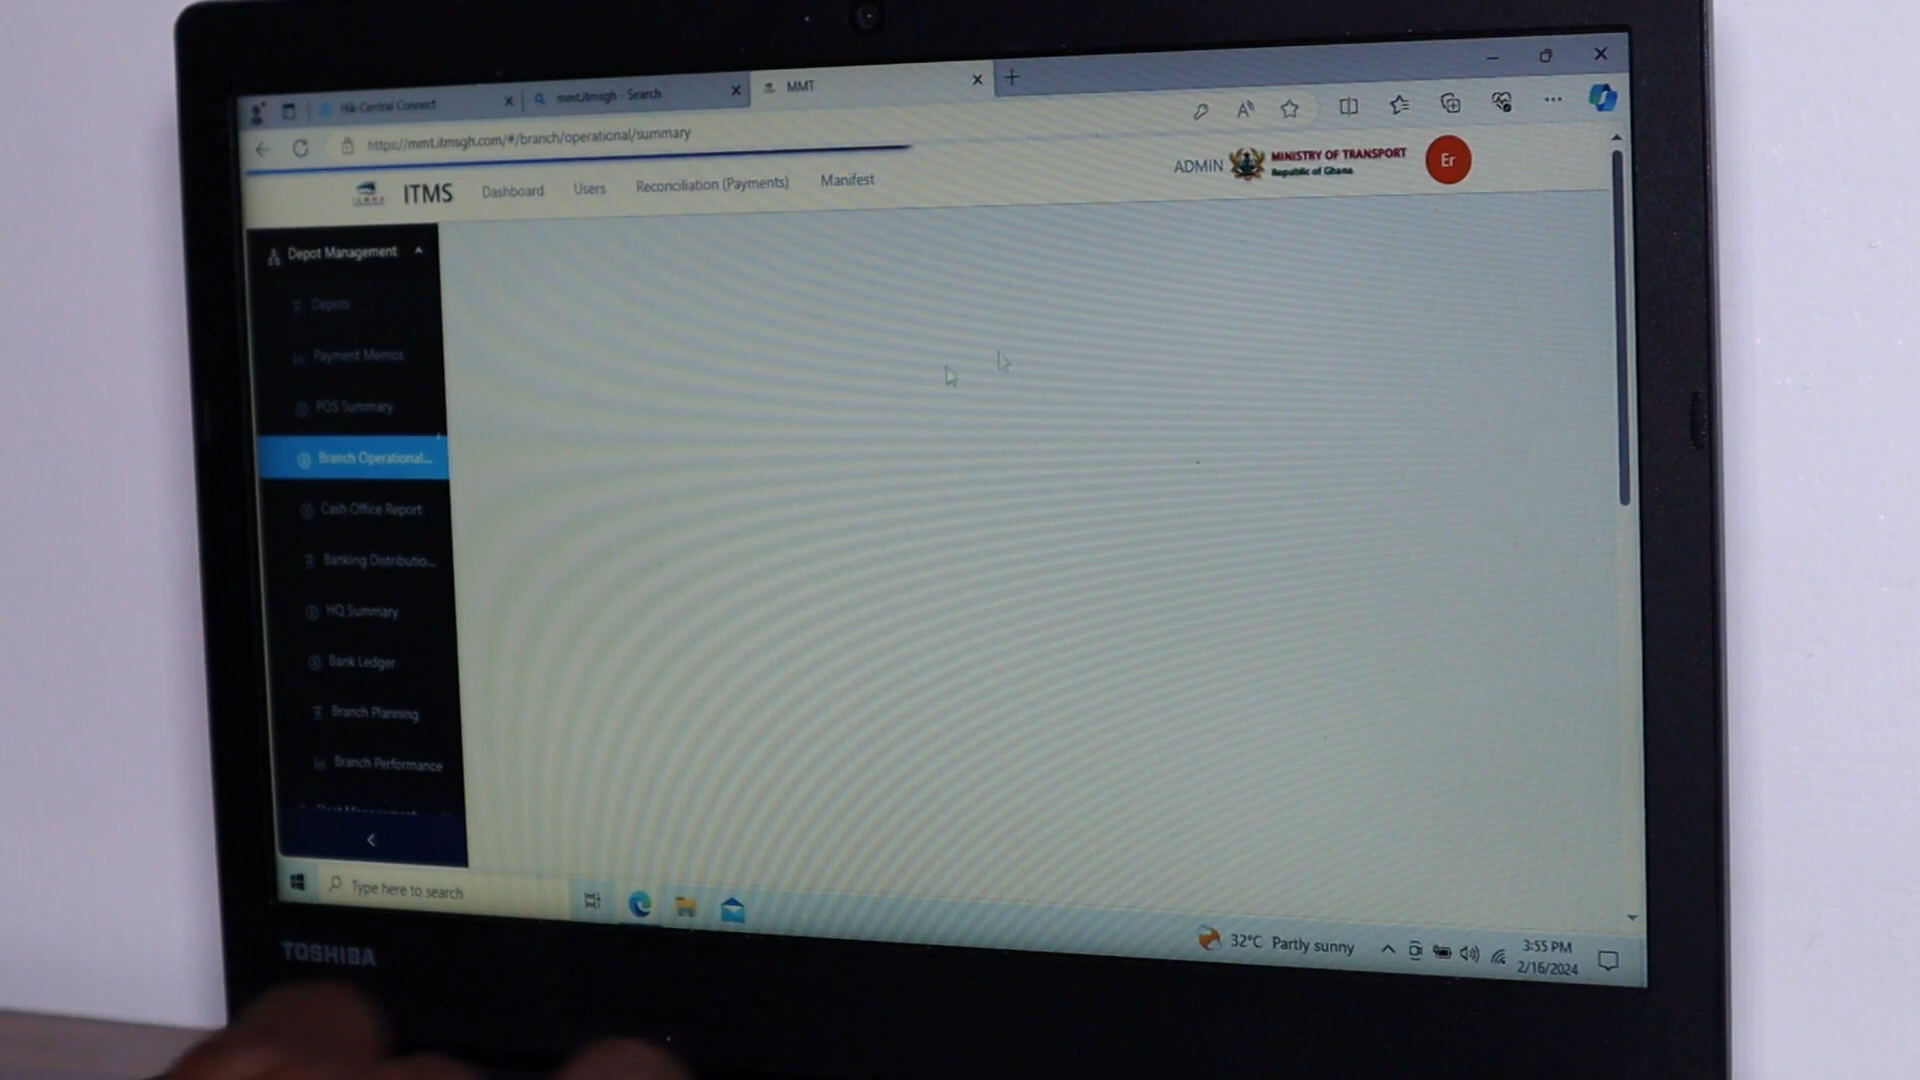 Hik-Central Connect
mmt.itmsgh - Search
MMT
https://mmt.itmsgh.com/#/branch/operational/summary
ITMS
Dashboard
Users
Reconciliation (Payments)
Manifest
ADMIN
MINISTRY OF TRANSPORT
Republic of Ghana
Er
Depot Management
Depots
Payment Memos
POS Summary
Branch Operational...
Cash Office Report
Banking Distributio...
HQ Summary
Bank Ledger
Branch Planning
Branch Performance
Type here to search
32°C Partly sunny
3:55 PM
2/16/2024
TOSHIBA